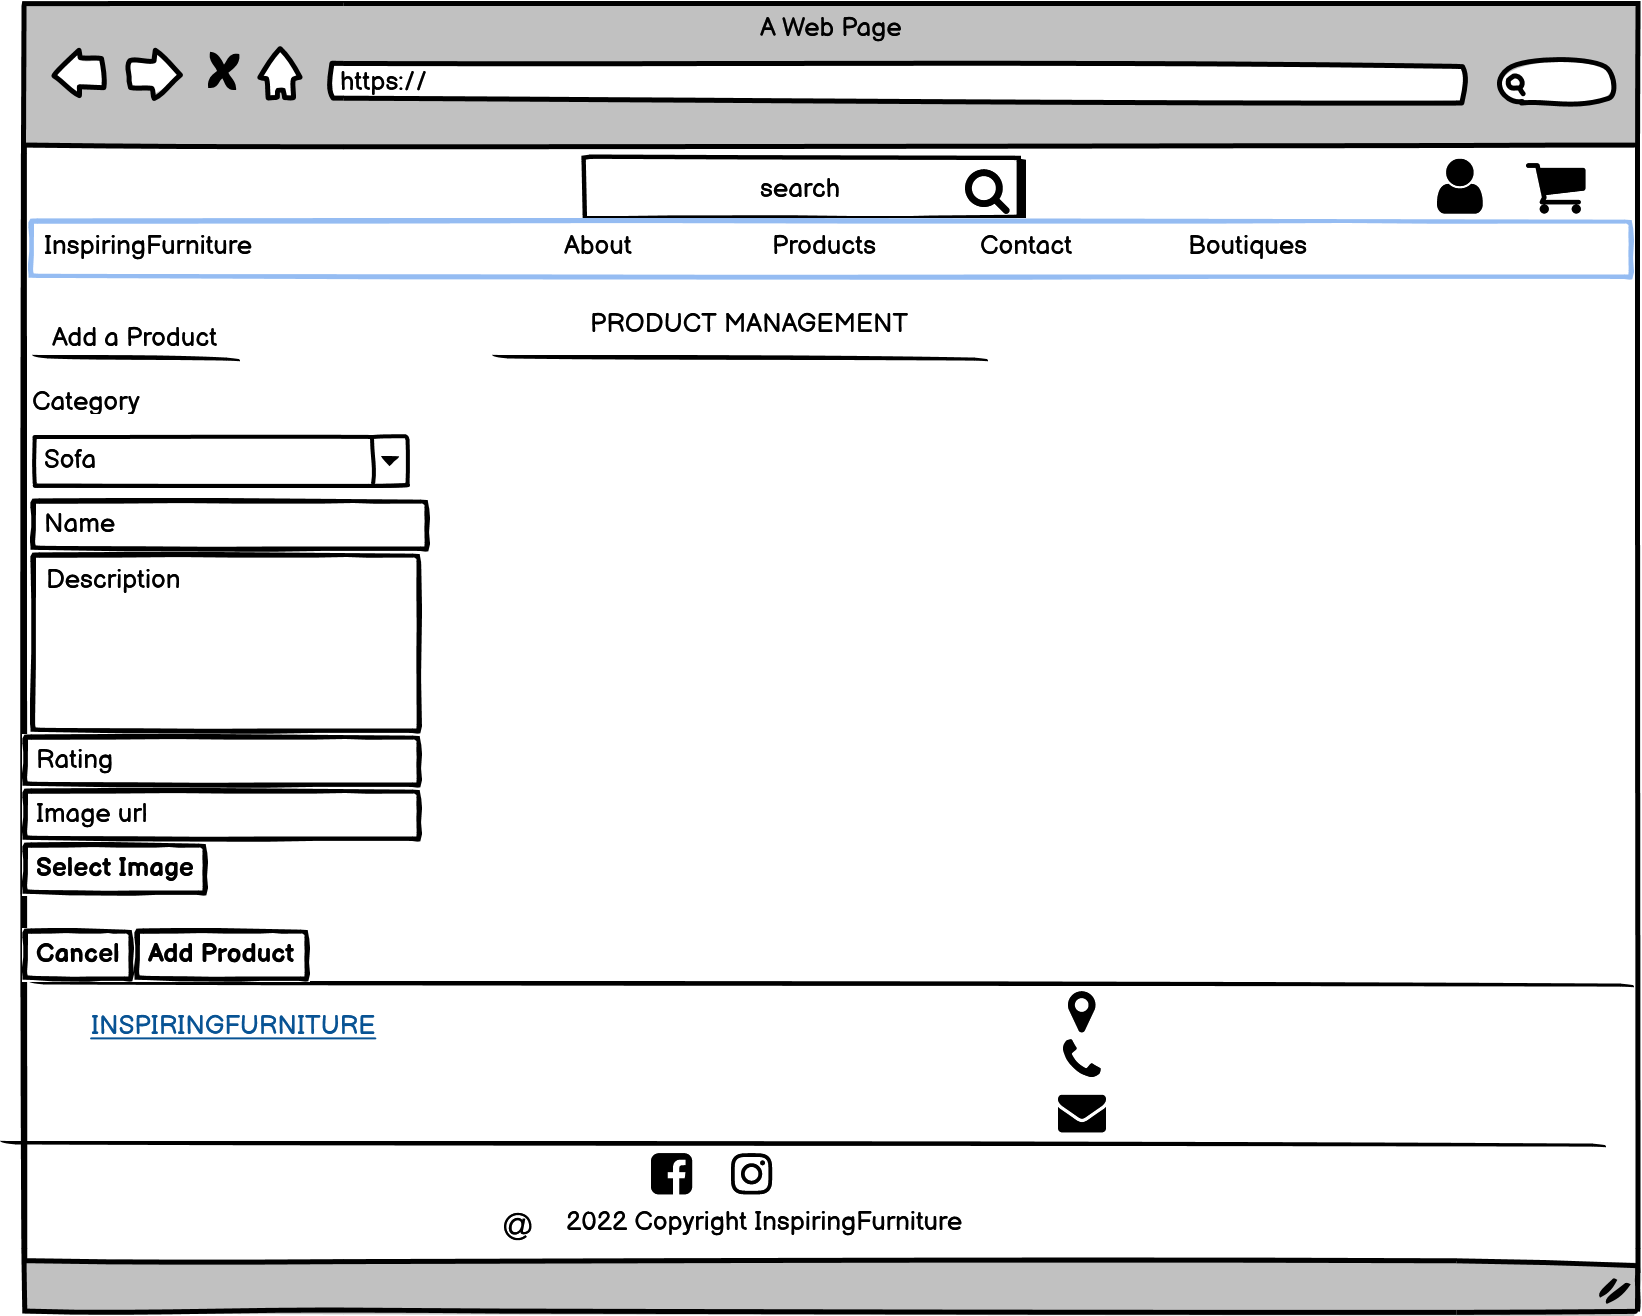 A Web Page
https://
search
InspiringFurniture About Products Contact Boutiques
PRODUCT MANAGEMENT
Add a Product
Category
Sofa
Name
Description
Rating
Image url
Select Image
Cancel Add Product
INSPIRINGFURNITURE
@ 2022 Copyright InspiringFurniture